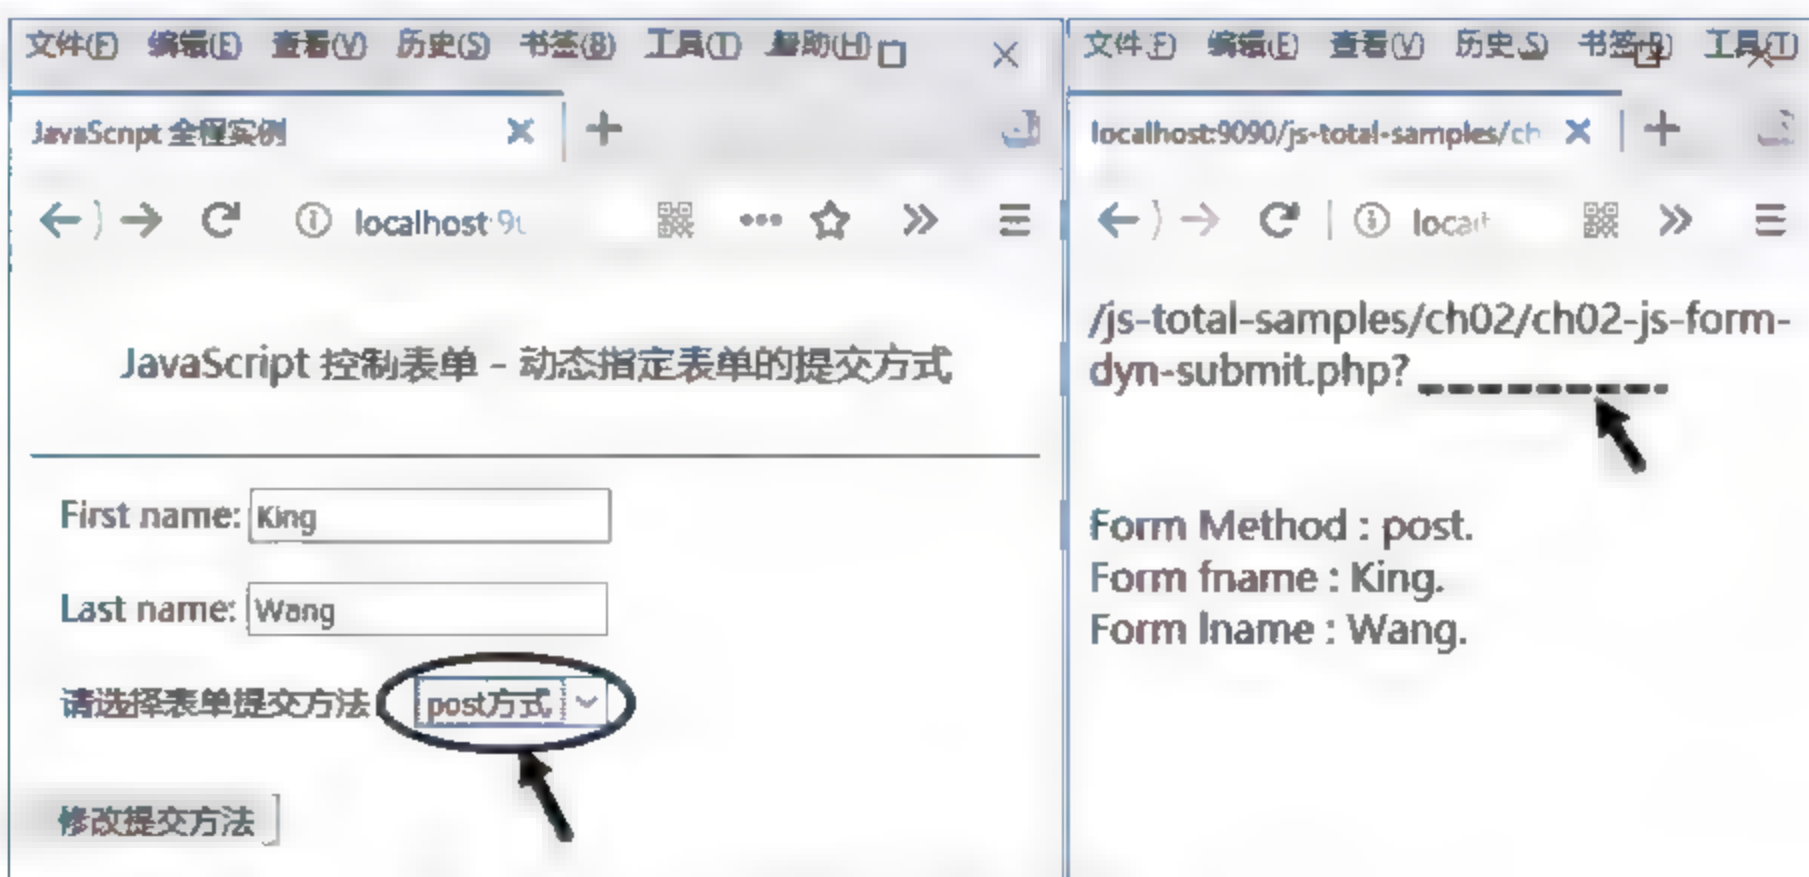 文件(F) 编辑(E) 查看(V) 历史(S) 书签(B) 工具(T) 帮助(H)
JavaScript 全程实例
localhost:90
JavaScript 控制表单 - 动态指定表单的提交方式
First name: King
Last name: Wang
请选择表单提交方法 post方式
修改提交方法
文件(F) 编辑(E) 查看(V) 历史(S) 书签(B) 工具(T)
localhost:9090/js-total-samples/ch
/js-total-samples/ch02/ch02-js-form-
dyn-submit.php?
Form Method : post.
Form fname : King.
Form lname : Wang.